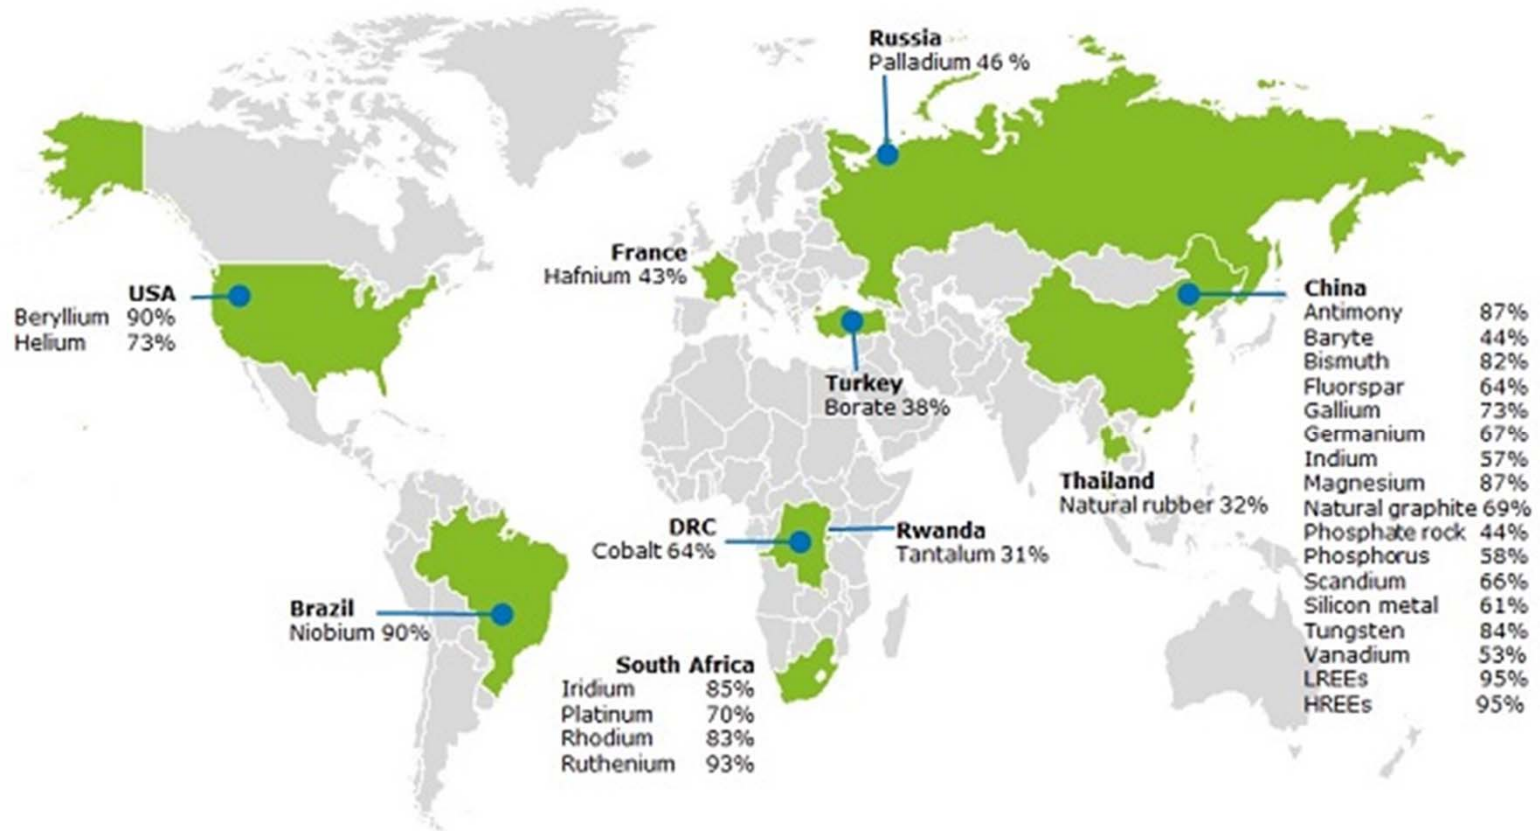 Russia
Palladium 46 %
France
Hafnium 43%
USA
Beryllium 90%
Helium 73%
China
Antimony 87%
Baryte 44%
Bismuth 82%
Fluorspar 64%
Gallium 73%
Germanium 67%
Indium 57%
Magnesium 87%
Natural graphite 69%
Phosphate rock 44%
Phosphorus 58%
Scandium 66%
Silicon metal 61%
Tungsten 84%
Vanadium 53%
LREEs 95%
HREEs 95%
Turkey
Borate 38%
Thailand
Natural rubber 32%
DRC
Cobalt 64%
Rwanda
Tantalum 31%
Brazil
Niobium 90%
South Africa
Iridium 85%
Platinum 70%
Rhodium 83%
Ruthenium 93%